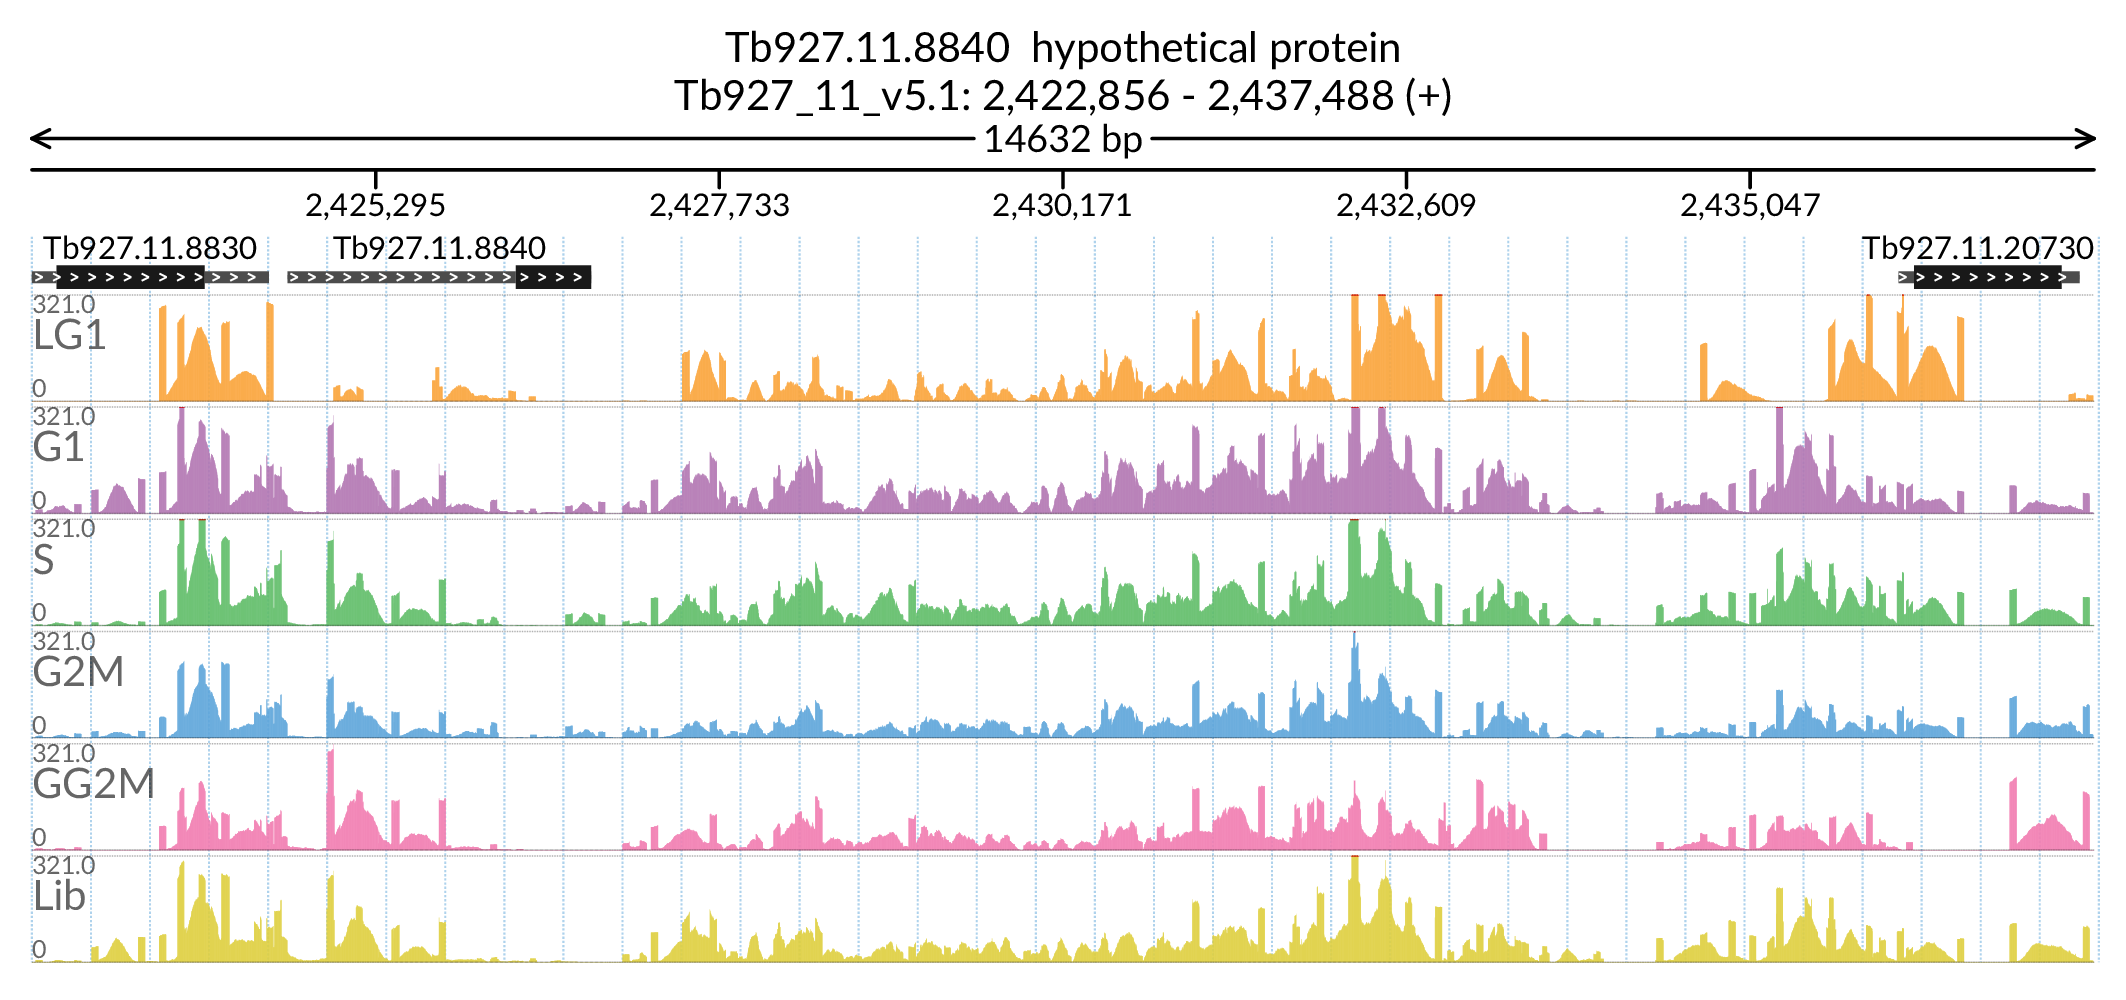 Tb927.11.8840 hypothetical protein
Tb927_11_v5.1: 2,422,856 - 2,437,488 (+)
14632 bp
2,425,295 2,427,733 2,430,171 2,432,609 2,435,047
Tb927.11.8830 Tb927.11.8840 Tb927.11.20730
321.0
LG1
0
321.0
G1
0
321.0
S
0
321.0
G2M
0
321.0
GG2M
0
321.0
Lib
0